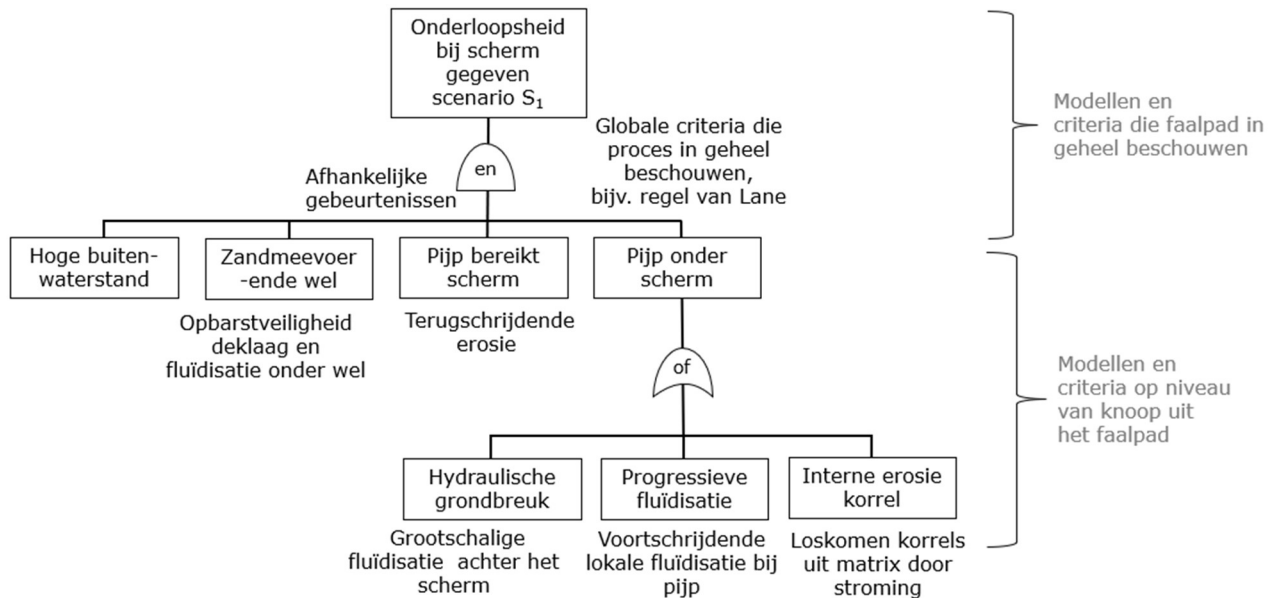 Onderloopsheid
bij scherm
gegeven
scenario S₁
en
Globale criteria die
proces in geheel
beschouwen,
bijv. regel van Lane
Afhankelijke
gebeurtenissen
Modellen en
criteria die faalpad in
geheel beschouwen
Hoge buiten-
waterstand
Zandmeevoer
-ende wel
Pijp bereikt
scherm
Pijp onder
scherm
Opbarstveiligheid
deklaag en
fluïdisatie onder wel
Terugschrijdende
erosie
of
Modellen en
criteria op niveau
van knoop uit
het faalpad
Hydraulische
grondbreuk
Progressieve
fluïdisatie
Interne erosie
korrel
Grootschalige
fluïdisatie achter het
scherm
Voortschrijdende
lokale fluïdisatie bij
pijp
Loskomen korrels
uit matrix door
stroming